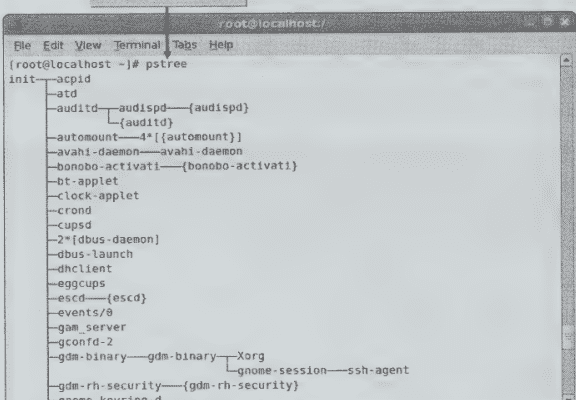 root@localhost:/
File Edit View Terminal Tabs Help
[root@localhost ~]# pstree
init─┬─acpid
├─atd
├─auditd─┬─audispd───{audispd}
└─{auditd}
├─automount───4*[{automount}]
├─avahi-daemon───avahi-daemon
├─bonobo-activati───{bonobo-activati}
├─bt-applet
├─clock-applet
├─crond
├─cupsd
├─2*[dbus-daemon]
├─dbus-launch
├─dhclient
├─eggcups
├─escd───{escd}
├─events/0
├─gam_server
├─gconfd-2
├─gdm-binary───gdm-binary─┬─Xorg
└─gnome-session───ssh-agent
├─gdm-rh-security───{gdm-rh-security}
├─gnome-keyring-d